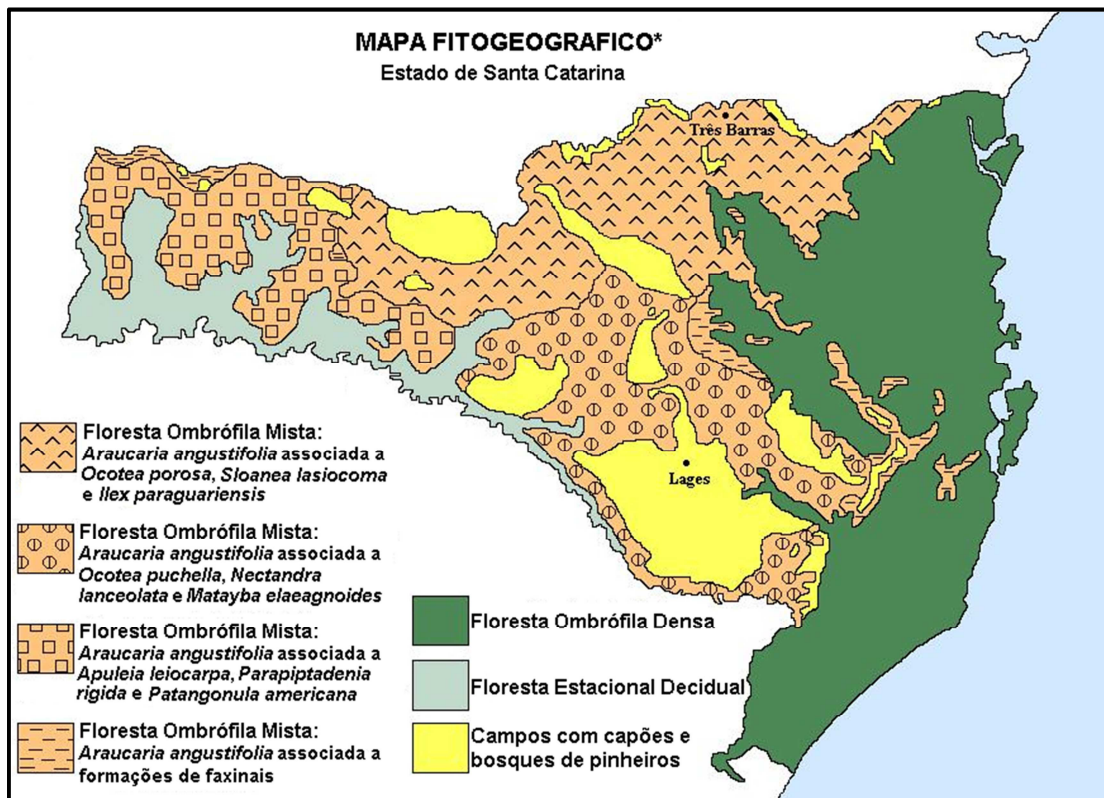 MAPA FITOGEOGRAFICO*
Estado de Santa Catarina
Três Barras
Lages
Floresta Ombrófila Mista:
Araucaria angustifolia associada a
Ocotea porosa, Sloanea lasiocoma
e Ilex paraguariensis
Floresta Ombrófila Mista:
Araucaria angustifolia associada a
Ocotea puchella, Nectandra
lanceolata e Matayba elaeagnoides
Floresta Ombrófila Mista:
Araucaria angustifolia associada a
Apuleia leiocarpa, Parapiptadenia
rigida e Patangonula americana
Floresta Ombrófila Mista:
Araucaria angustifolia associada a
formações de faxinais
Floresta Ombrófila Densa
Floresta Estacional Decidual
Campos com capões e
bosques de pinheiros